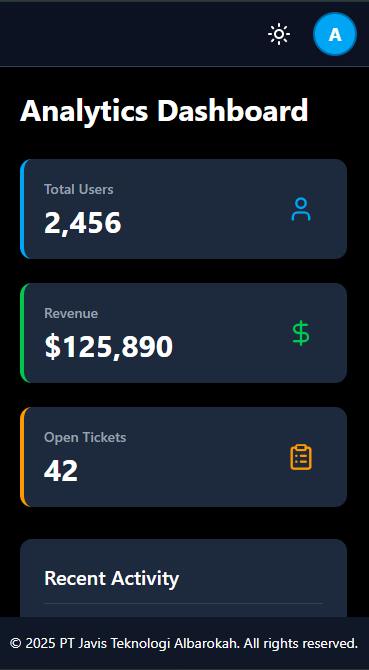 A
Analytics Dashboard
Total Users
2,456
Revenue
$125,890
Open Tickets
42
Recent Activity
© 2025 PT Javis Teknologi Albarokah. All rights reserved.